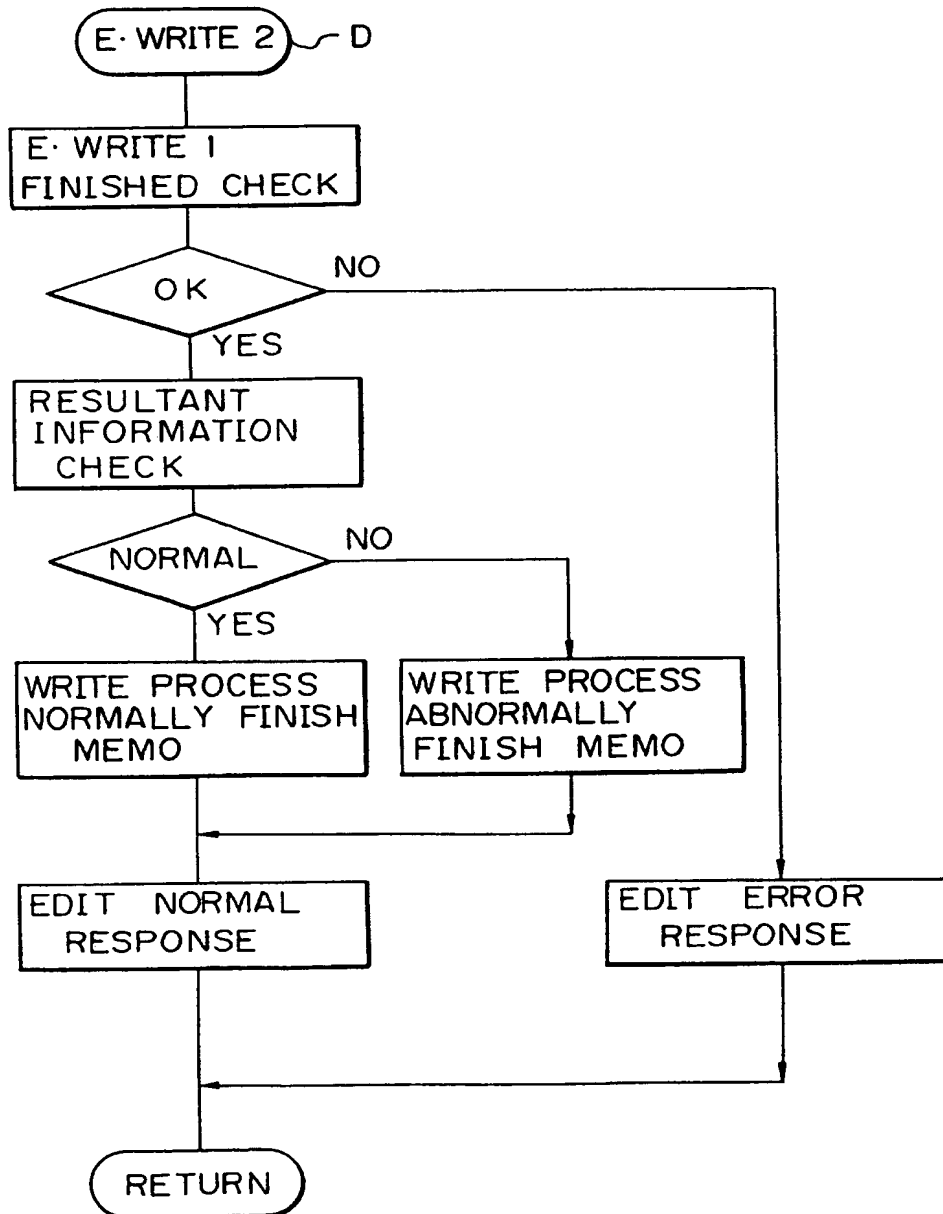 E·WRITE 2
D
E·WRITE 1
FINISHED CHECK
OK
NO
YES
RESULTANT
INFORMATION
CHECK
NORMAL
NO
YES
WRITE PROCESS
NORMALLY FINISH
MEMO
WRITE PROCESS
ABNORMALLY
FINISH MEMO
EDIT NORMAL
RESPONSE
EDIT ERROR
RESPONSE
RETURN